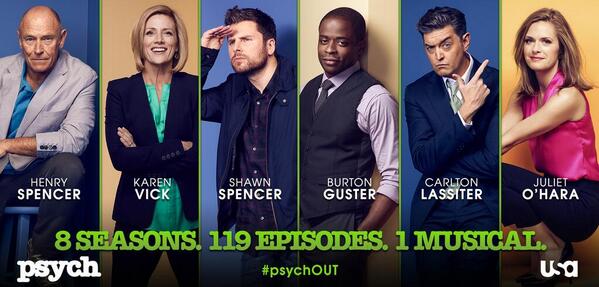 HENRY
SPENCER
KAREN
VICK
SHAWN
SPENCER
BURTON
GUSTER
CARLTON
LASSITER
JULIET
O'HARA
8 SEASONS. 119 EPISODES. 1 MUSICAL.
psych
#psychOUT
usa